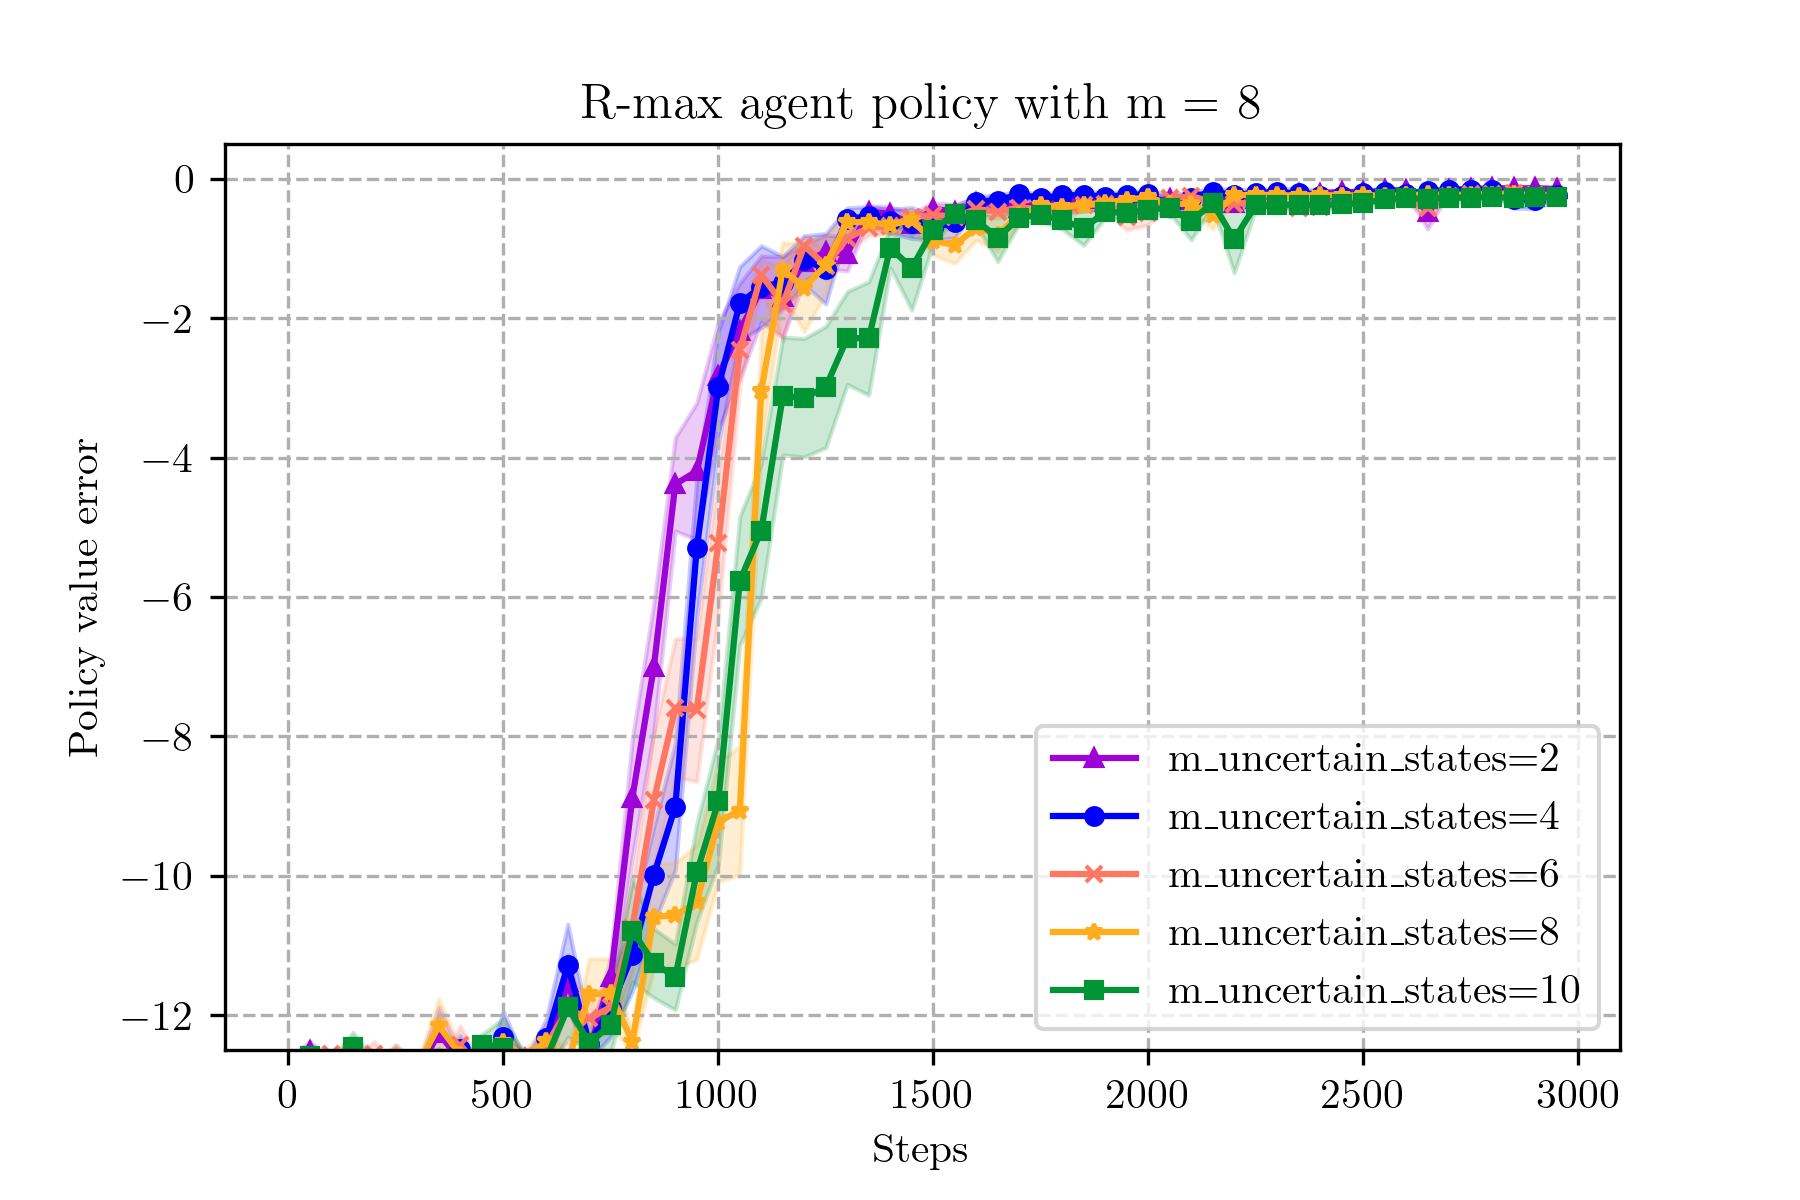 R-max agent policy with m = 8
Policy value error
0
−2
−4
−6
−8
−10
−12
m_uncertain_states=2
m_uncertain_states=4
m_uncertain_states=6
m_uncertain_states=8
m_uncertain_states=10
0 500 1000 1500 2000 2500 3000
Steps